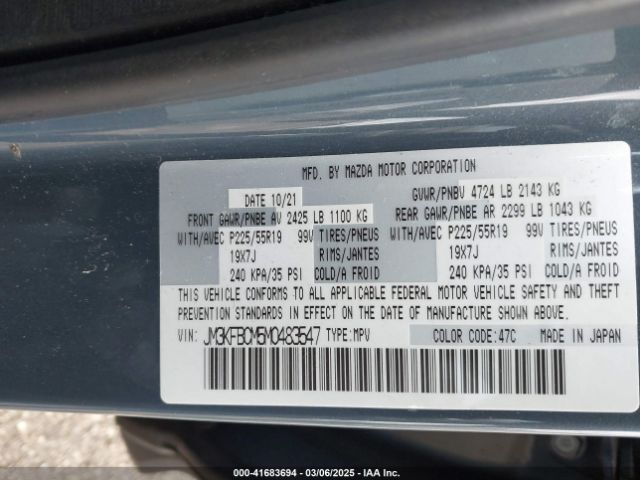 MFD. BY MAZDA MOTOR CORPORATION
DATE 10/21 GVWR/PNBV 4724 LB 2143 KG
FRONT GAWR/PNBE AV 2425 LB 1100 KG REAR GAWR/PNBE AR 2299 LB 1043 KG
WITH/AVEC P225/55R19 99V TIRES/PNEUS WITH/AVEC P225/55R19 99V TIRES/PNEUS
19X7J RIMS/JANTES 19X7J RIMS/JANTES
240 KPA/35 PSI COLD/A FROID 240 KPA/35 PSI COLD/A FROID
THIS VEHICLE CONFORMS TO ALL APPLICABLE FEDERAL MOTOR VEHICLE SAFETY AND THEFT
PREVENTION STANDARDS IN EFFECT ON THE DATE OF MANUFACTURE SHOWN ABOVE.
VIN: JM3KFBCM5M0483547 TYPE:MPV COLOR CODE:47C MADE IN JAPAN
000-41683694 - 03/06/2025 - IAA Inc.